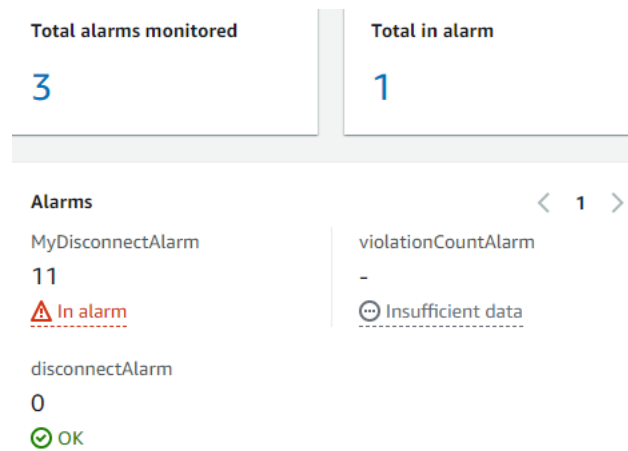 Total alarms monitored
3
Total in alarm
1
Alarms
1
MyDisconnectAlarm
11
In alarm
violationCountAlarm
-
Insufficient data
disconnectAlarm
0
OK